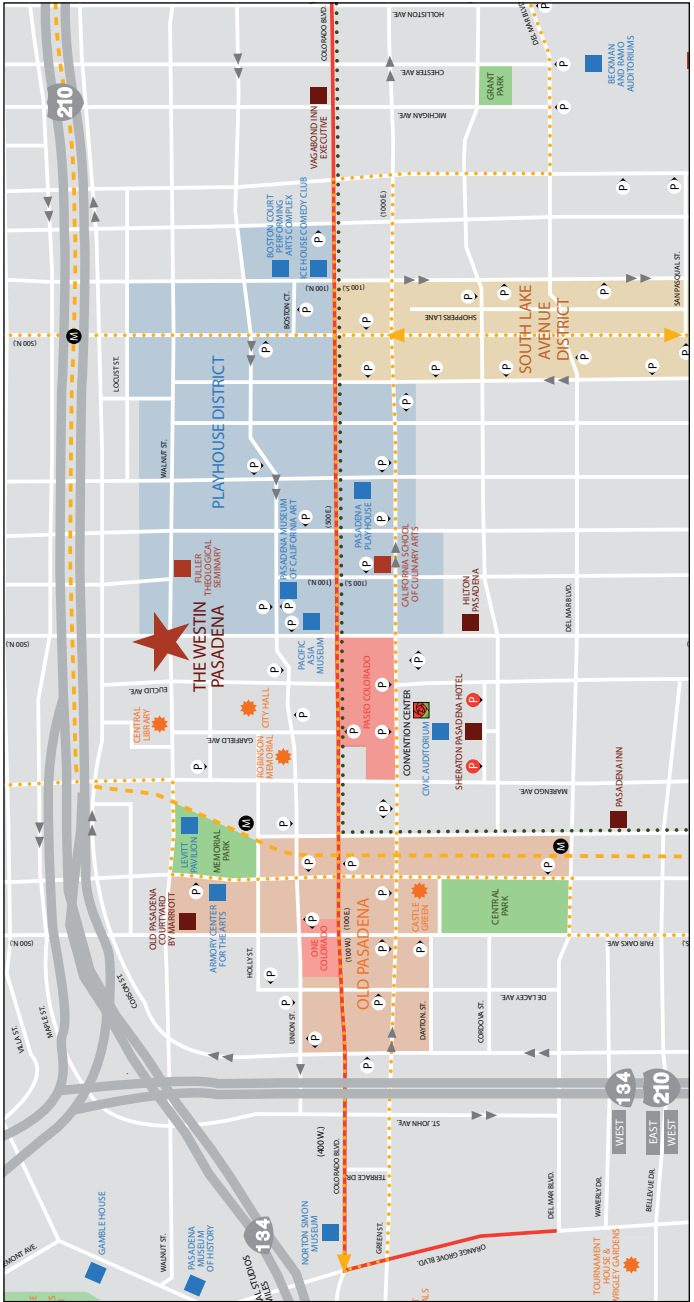 COLORADO BLVD.
HOLLISTON AVE.
DEL MAR BLVD.
P
CHESTER AVE.
BECKMAN
AND RAMO
AUDITORIUMS
GRANT
PARK
210
MICHIGAN AVE.
VAGABOND INN
EXECUTIVE
P
P
(1000 E.)
P
P
BOSTON COURT
PERFORMING
ARTS COMPLEX
ICE HOUSE COMEDY CLUB
P
(100 N.)
(100 S.)
SAN PASQUAL ST.
BOSTON CT.
P
P
P
P
P
SHOPPERS LANE
(500 N.)
M
LOCUST ST.
P
SOUTH LAKE
AVENUE
DISTRICT
P
P
P
P
P
P
P
PLAYHOUSE DISTRICT
WALNUT ST.
P
P
PASADENA
PLAYHOUSE
P
P
(500 E.)
PASADENA MUSEUM
OF CALIFORNIA ART
FULLER
THEOLOGICAL
SEMINARY
P
CALIFORNIA SCHOOL
OF CULINARY ARTS
(100 N.)
(100 S.)
P
P
P
HILTON
PASADENA
DEL MAR BLVD.
(500 N.)
THE WESTIN
PASADENA
PACIFIC
ASIA
MUSEUM
P
P
EUCLID AVE.
CENTRAL
LIBRARY
CITY HALL
P
P
PASEO COLORADO
P
CONVENTION CENTER
CIVIC AUDITORIUM
SHERATON PASADENA HOTEL
P
P
GARFIELD AVE.
ROBINSON
MEMORIAL
P
P
MARENGO AVE.
PASADENA INN
LEVITT
PAVILION
MEMORIAL
PARK
M
P
P
M
P
P
P
OLD PASADENA
COURTYARD
BY MARRIOTT
P
ARMORY CENTER
FOR THE ARTS
P
ONE
COLORADO
(100 E.)
(100 W.)
OLD PASADENA
P
CASTLE
GREEN
CENTRAL
PARK
(500 N.)
FAIR OAKS AVE.
HOLLY ST.
P
P
P
DE LACEY AVE.
VILLA ST.
MAPLE ST.
CORSON ST.
UNION ST.
P
P
P
DAYTON ST.
CORDOVA ST.
134
210
WEST
EAST
WEST
ST. JOHN AVE.
(400 W.)
COLORADO BLVD.
TERRACE DR.
GREEN ST.
DEL MAR BLVD.
WAVERLY DR.
BELLEVUE DR.
GAMBLE HOUSE
WALNUT ST.
PASADENA
MUSEUM
OF HISTORY
134
NORTON SIMON
MUSEUM
ORANGE GROVE BLVD.
TOURNAMENT
HOUSE &
WRIGLEY GARDENS
EMONT AVE.
AL STUDIOS
MILES
ALS